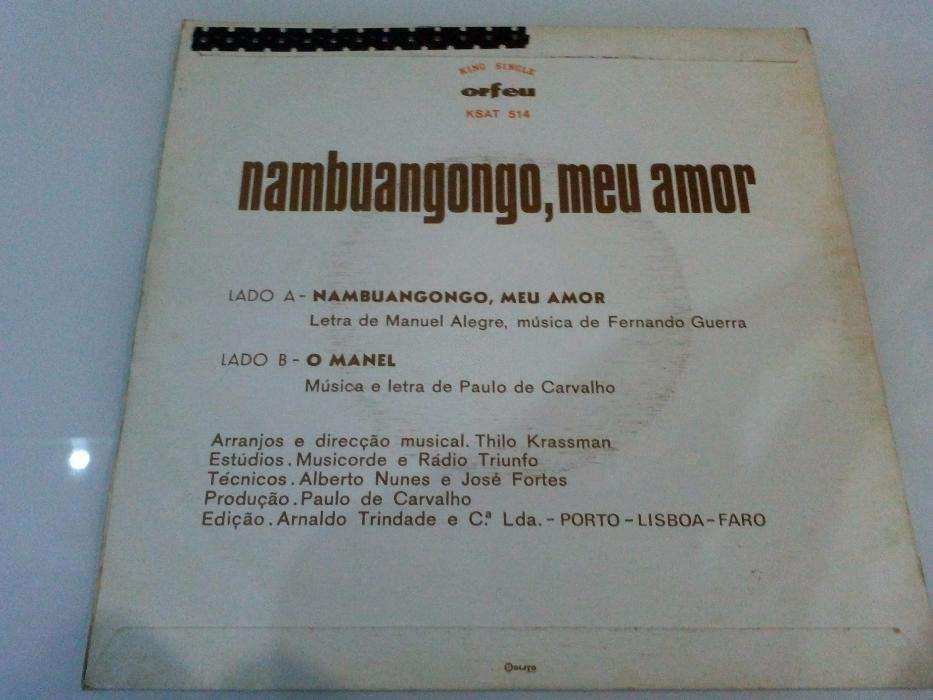 KING SINGLE
orfeu
KSAT 514
nambuangongo, meu amor
LADO A - NAMBUANGONGO, MEU AMOR
Letra de Manuel Alegre, música de Fernando Guerra
LADO B - O MANEL
Música e letra de Paulo de Carvalho
Arranjos e direcção musical. Thilo Krassman
Estúdios. Musicorde e Rádio Triunfo
Técnicos. Alberto Nunes e José Fortes
Produção. Paulo de Carvalho
Edição. Arnaldo Trindade e C.ª Lda. - PORTO - LISBOA - FARO